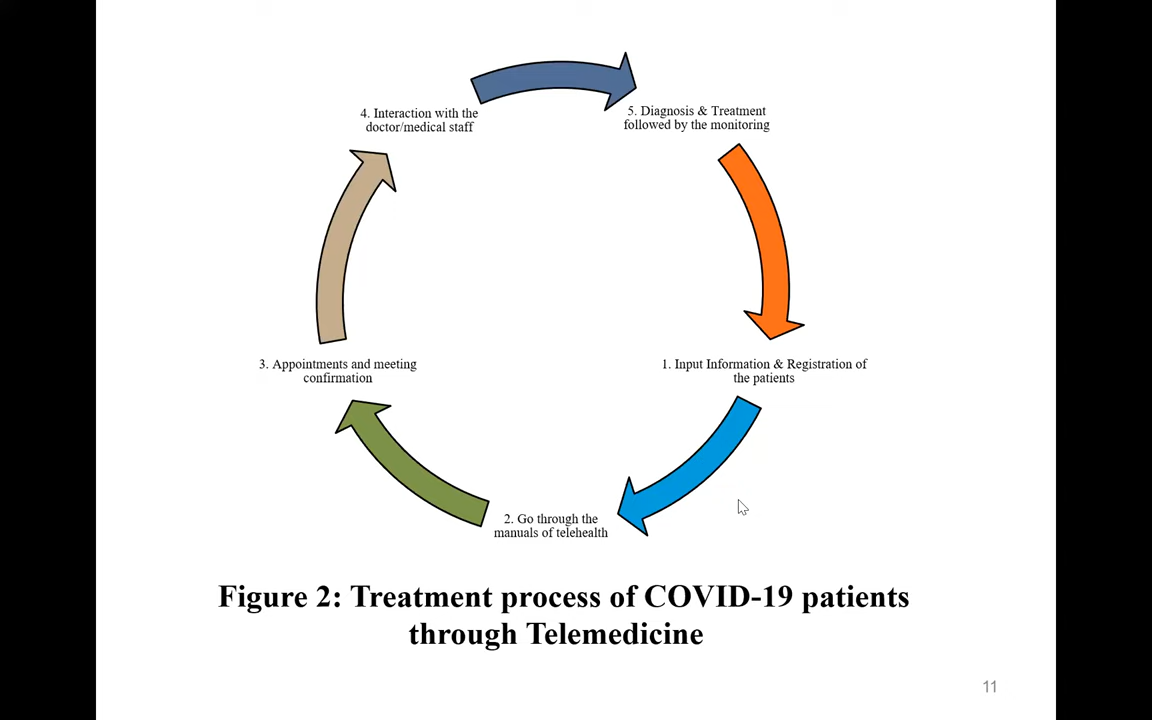 4. Interaction with the
doctor/medical staff
5. Diagnosis & Treatment
followed by the monitoring
3. Appointments and meeting
confirmation
1. Input Information & Registration of
the patients
2. Go through the
manuals of telehealth
Figure 2: Treatment process of COVID-19 patients
through Telemedicine
11